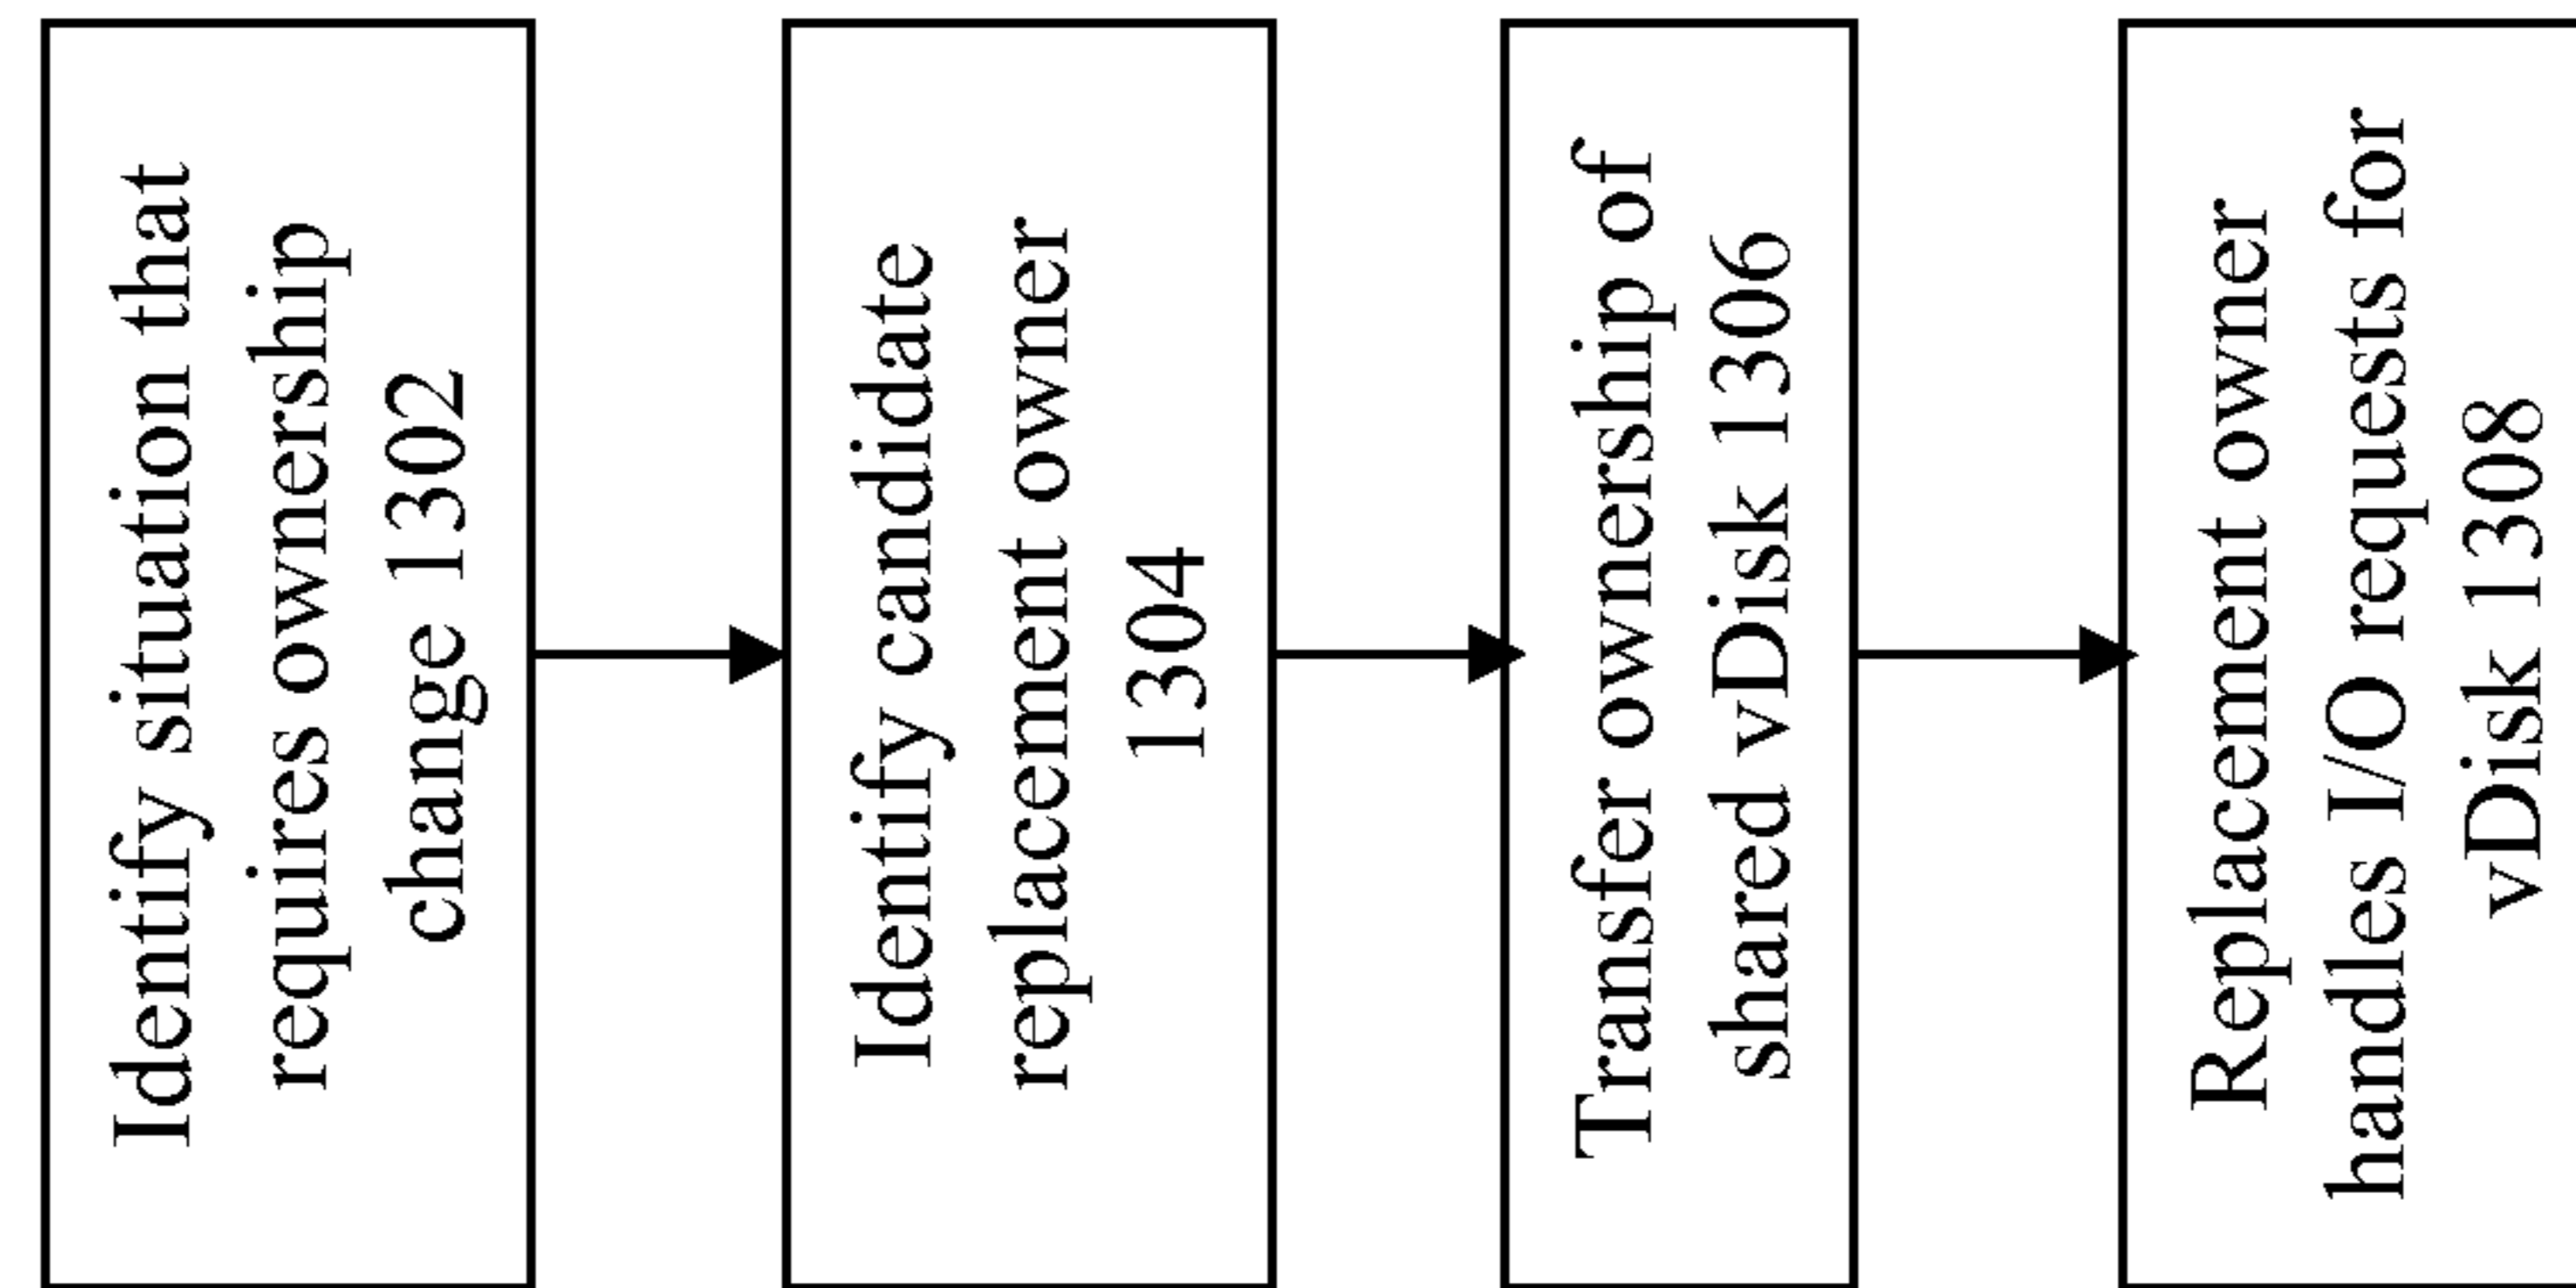 Identify situation that
requires ownership
change 1302
Identify candidate
replacement owner
1304
Transfer ownership of
shared vDisk 1306
Replacement owner
handles I/O requests for
vDisk 1308